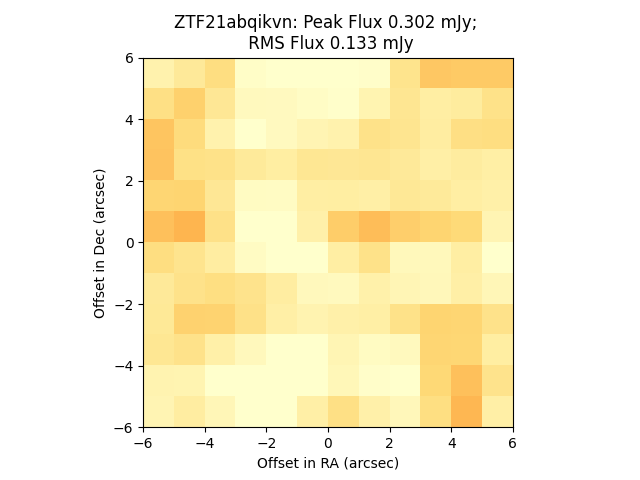 ZTF21abqikvn: Peak Flux 0.302 mJy;
RMS Flux 0.133 mJy
6
4
2
0
−2
−4
−6
Offset in Dec (arcsec)
−6 −4 −2 0 2 4 6
Offset in RA (arcsec)